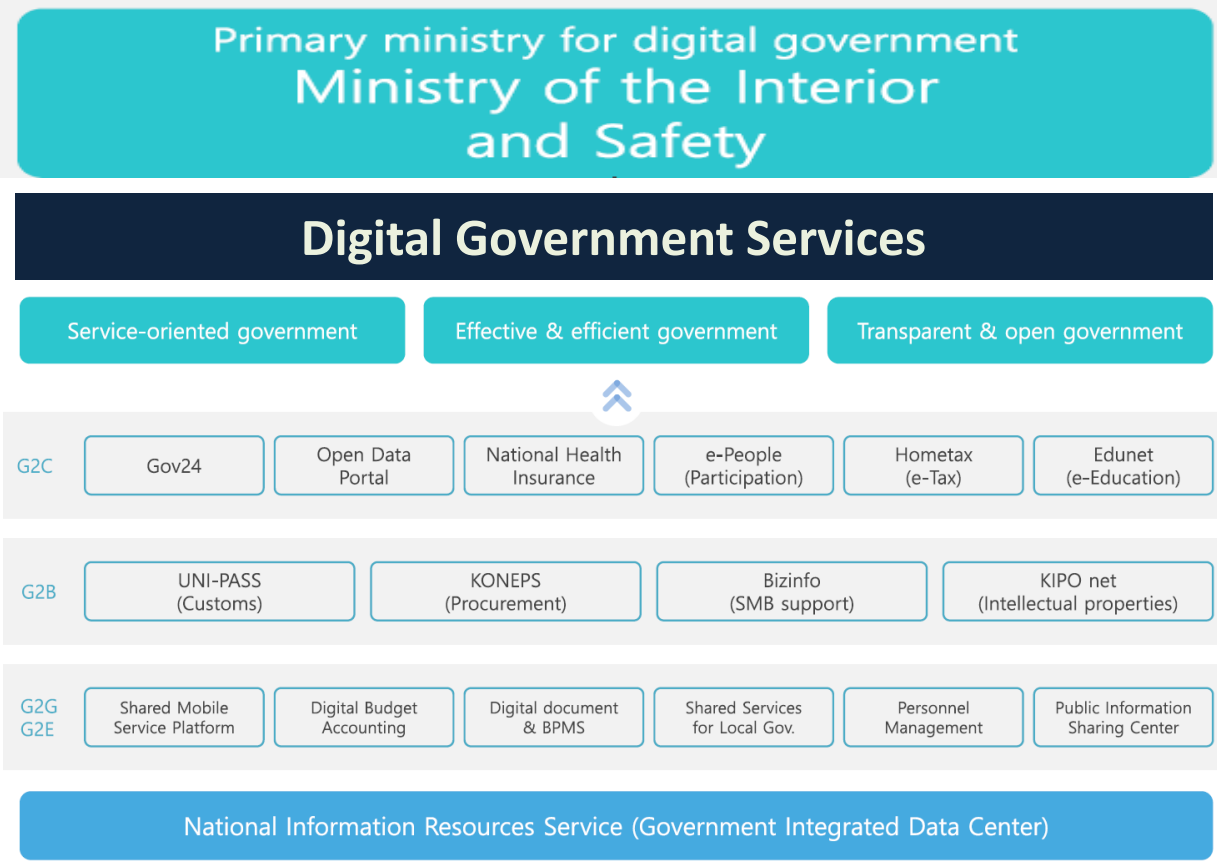 Primary ministry for digital government
Ministry of the Interior
and Safety
Digital Government Services
Service-oriented government
Effective & efficient government
Transparent & open government
G2C
Gov24
Open Data
Portal
National Health
Insurance
e-People
(Participation)
Hometax
(e-Tax)
Edunet
(e-Education)
G2B
UNI-PASS
(Customs)
KONEPS
(Procurement)
Bizinfo
(SMB support)
KIPO net
(Intellectual properties)
G2G
G2E
Shared Mobile
Service Platform
Digital Budget
Accounting
Digital document
& BPMS
Shared Services
for Local Gov.
Personnel
Management
Public Information
Sharing Center
National Information Resources Service (Government Integrated Data Center)